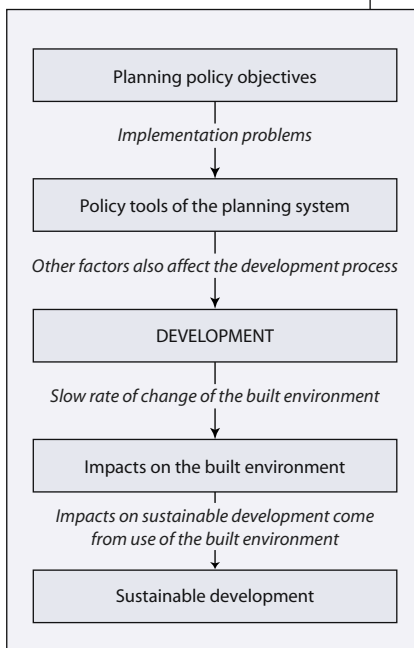 Planning policy objectives
Implementation problems
Policy tools of the planning system
Other factors also affect the development process
DEVELOPMENT
Slow rate of change of the built environment
Impacts on the built environment
Impacts on sustainable development come
from use of the built environment
Sustainable development